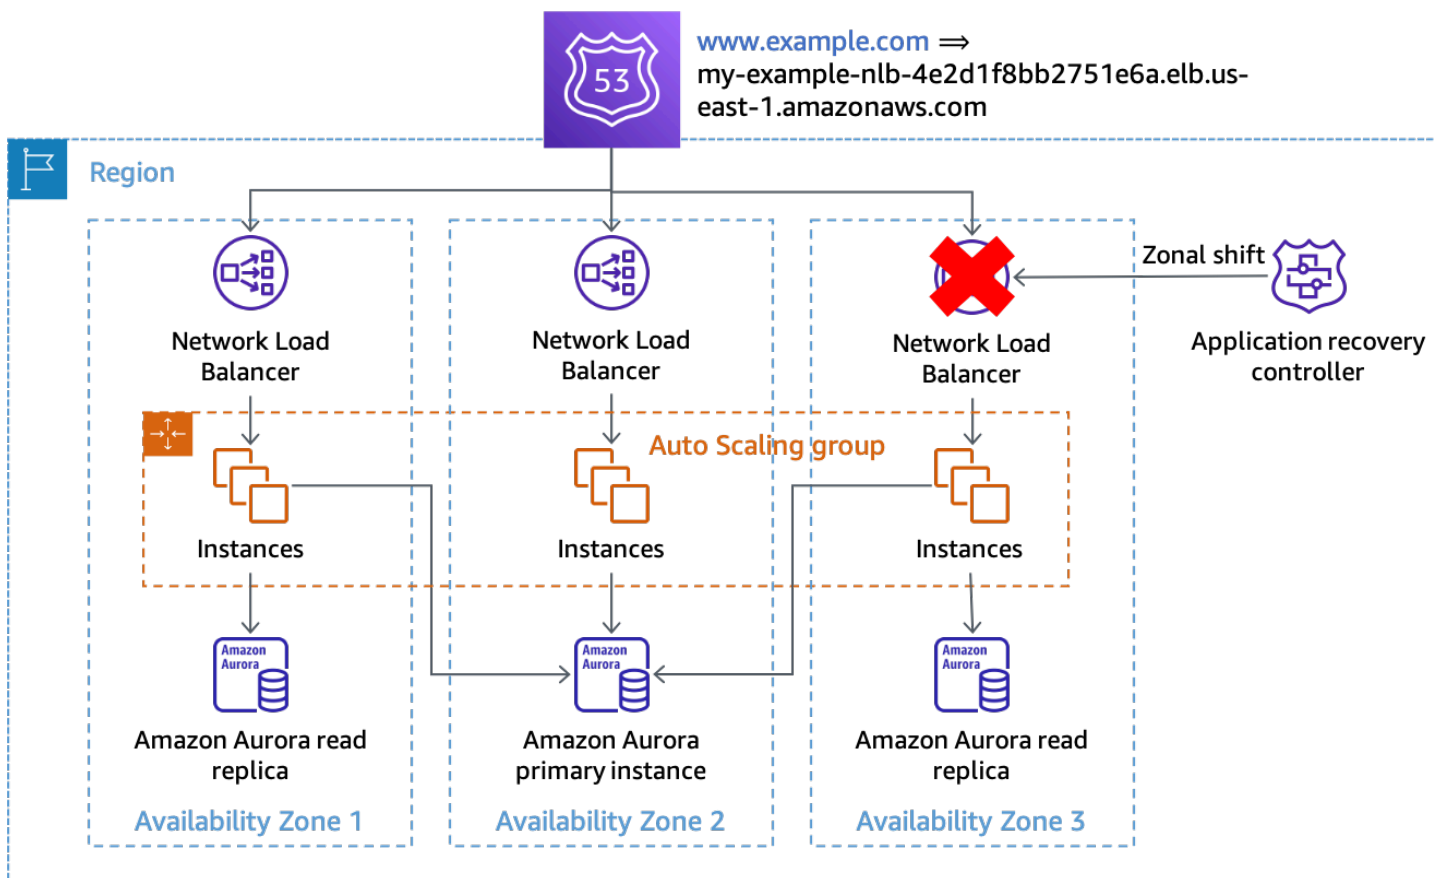 53
www.example.com ⟹
my-example-nlb-4e2d1f8bb2751e6a.elb.us-
east-1.amazonaws.com
Region
Zonal shift
Network Load
Balancer
Network Load
Balancer
Network Load
Balancer
Application recovery
controller
Auto Scaling group
Instances
Instances
Instances
Amazon
Aurora
Amazon
Aurora
Amazon
Aurora
Amazon Aurora read
replica
Amazon Aurora
primary instance
Amazon Aurora read
replica
Availability Zone 1
Availability Zone 2
Availability Zone 3